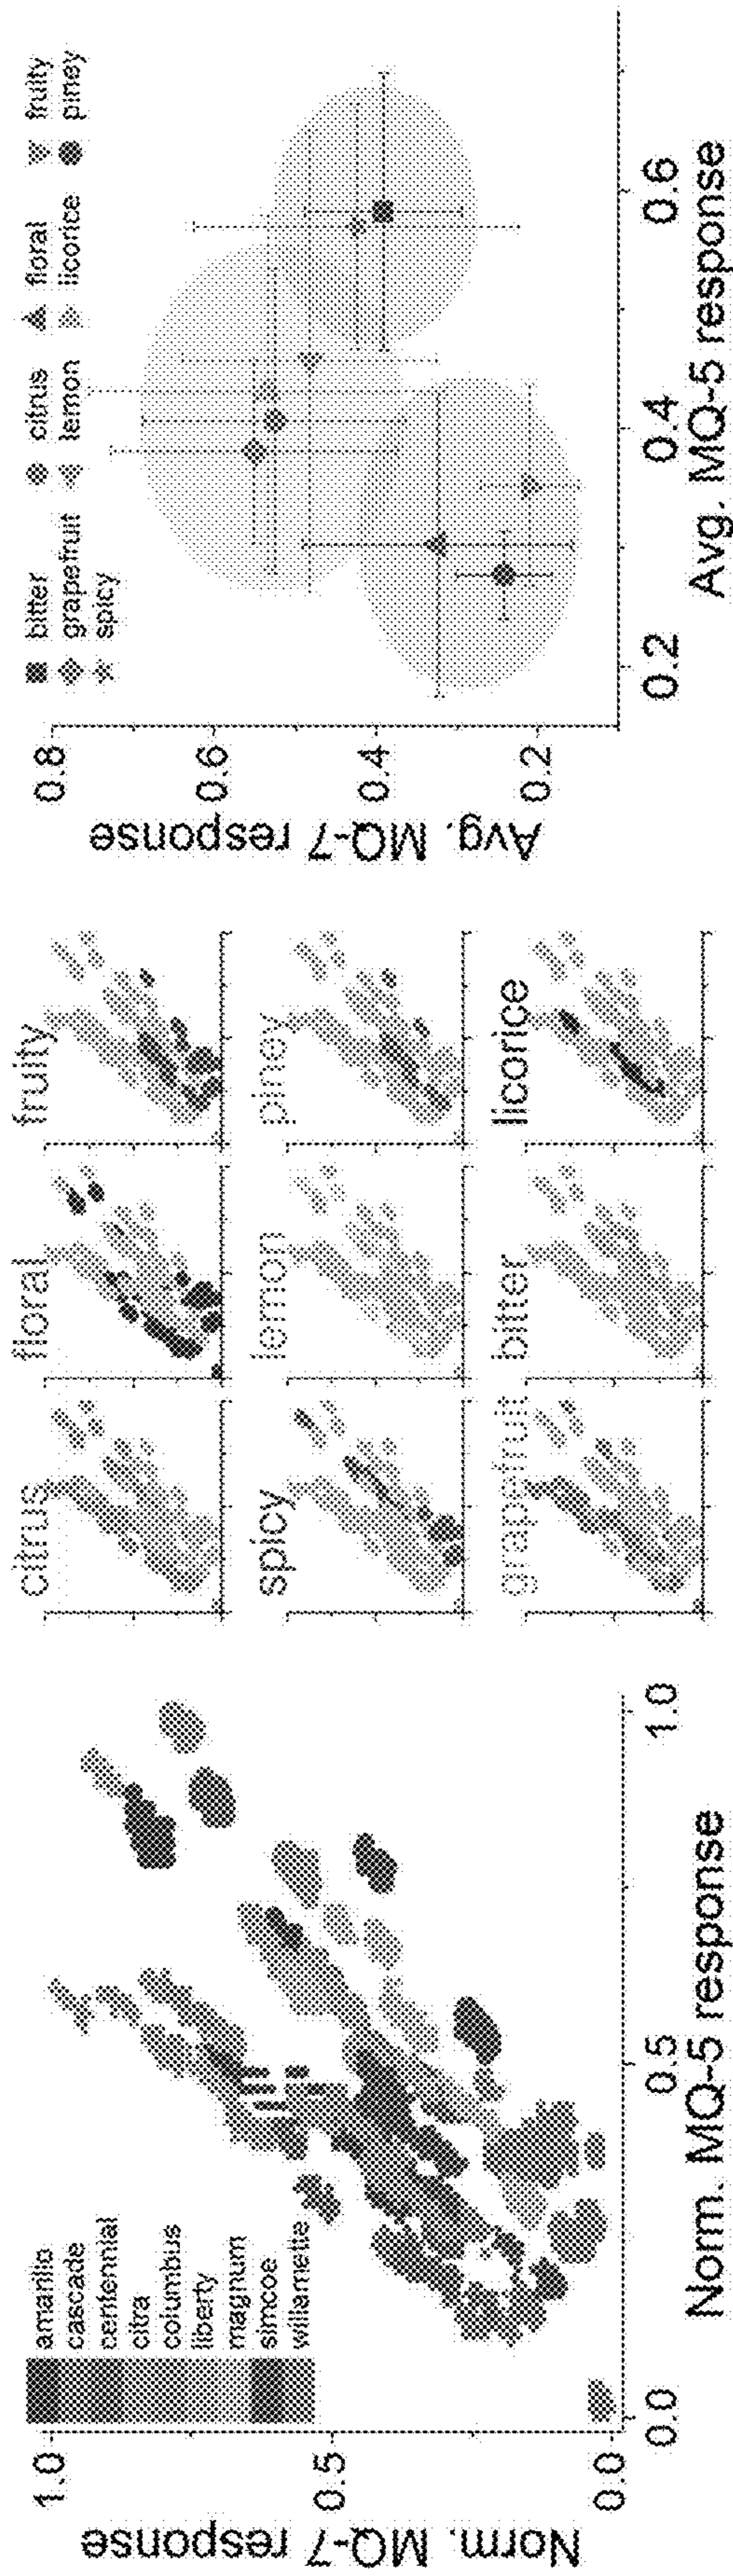 1.0
0.5
0.0
Norm. MQ-7 response
amarillo
cascade
centennial
citra
columbus
liberty
magnum
simcoe
willamette
0.0
0.5
1.0
Norm. MQ-5 response
citrus
floral
fruity
spicy
lemon
piney
grapefruit
bitter
licorice
0.8
0.6
0.4
0.2
Avg. MQ-7 response
bitter
citrus
floral
fruity
grapefruit
lemon
licorice
piney
spicy
0.2
0.4
0.6
Avg. MQ-5 response